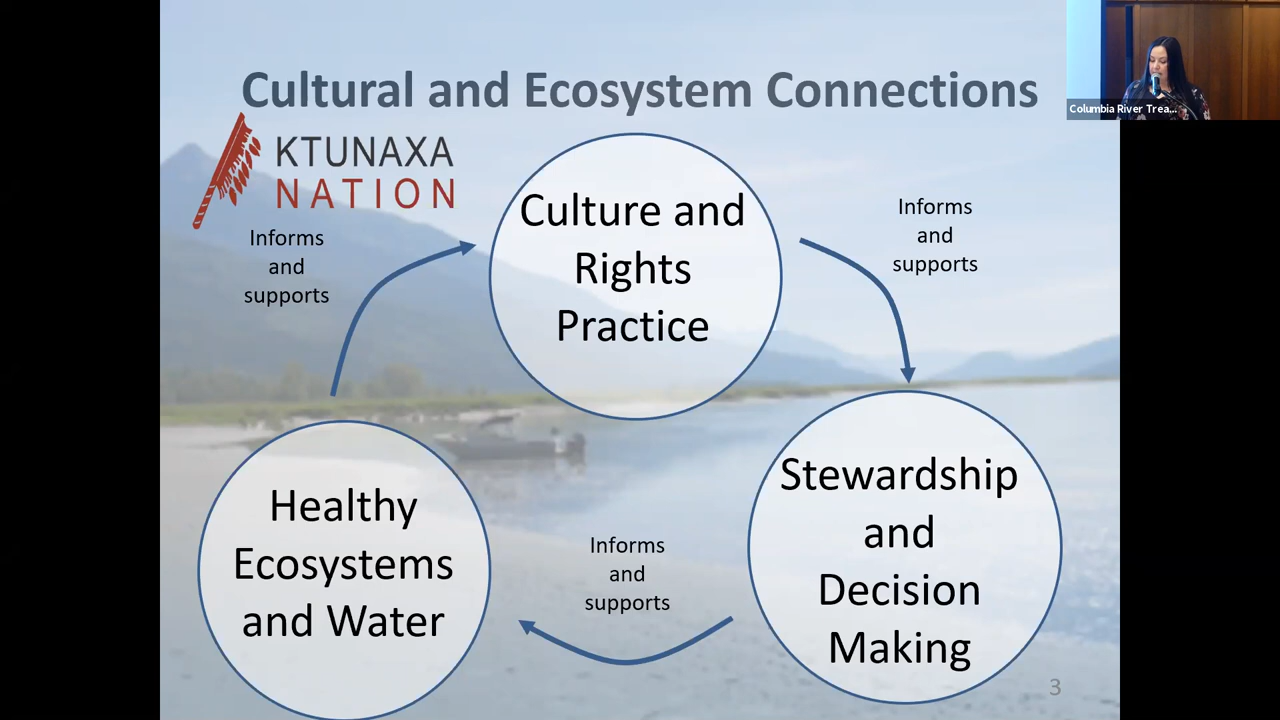 Cultural and Ecosystem Connections
Columbia River Trea...
KTUNAXA
NATION
Informs
and
supports
Culture and
Rights
Practice
Informs
and
supports
Healthy
Ecosystems
and Water
Informs
and
supports
Stewardship
and
Decision
Making
3